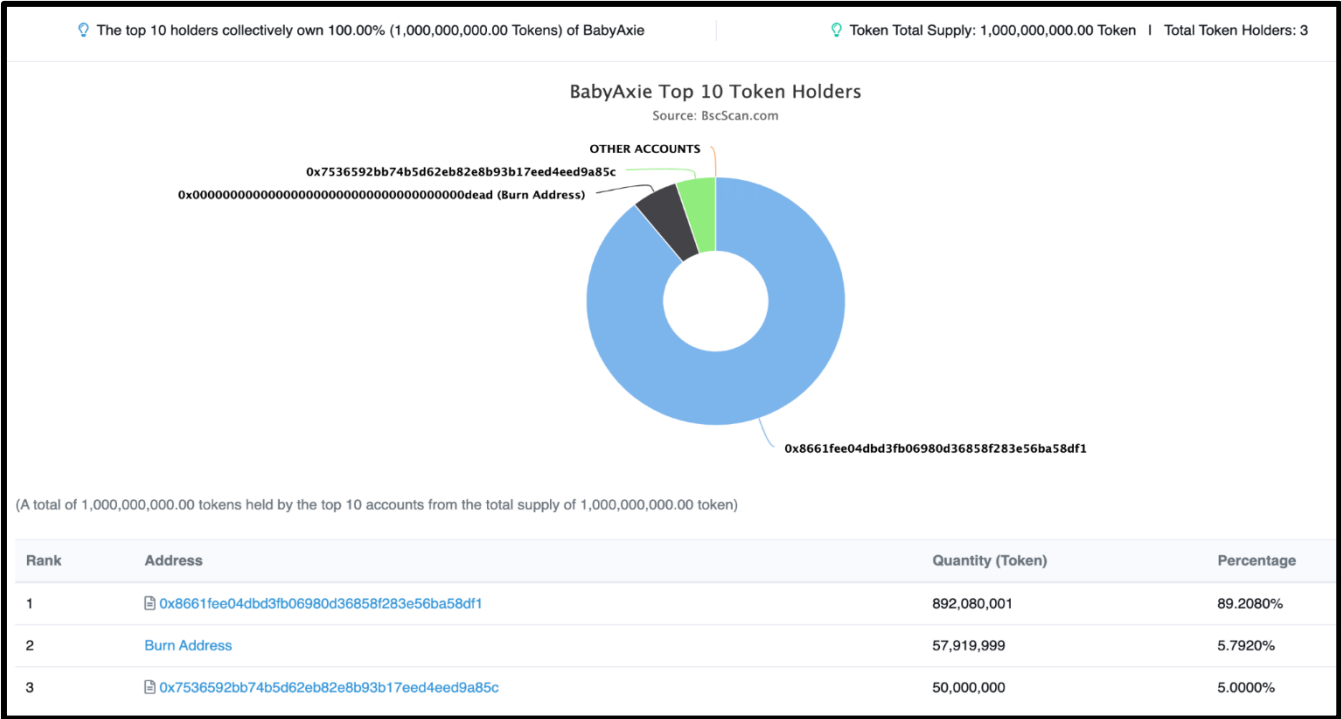 The top 10 holders collectively own 100.00% (1,000,000,000.00 Tokens) of BabyAxie
Token Total Supply: 1,000,000,000.00 Token | Total Token Holders: 3
BabyAxie Top 10 Token Holders
Source: BscScan.com
OTHER ACCOUNTS
0x7536592bb74b5d62eb82e8b93b17eed4eed9a85c
0x000000000000000000000000000000000000dead (Burn Address)
0x8661fee04dbd3fb06980d36858f283e56ba58df1
(A total of 1,000,000,000.00 tokens held by the top 10 accounts from the total supply of 1,000,000,000.00 token)
Rank Address Quantity (Token) Percentage
1 0x8661fee04dbd3fb06980d36858f283e56ba58df1 892,080,001 89.2080%
2 Burn Address 57,919,999 5.7920%
3 0x7536592bb74b5d62eb82e8b93b17eed4eed9a85c 50,000,000 5.0000%